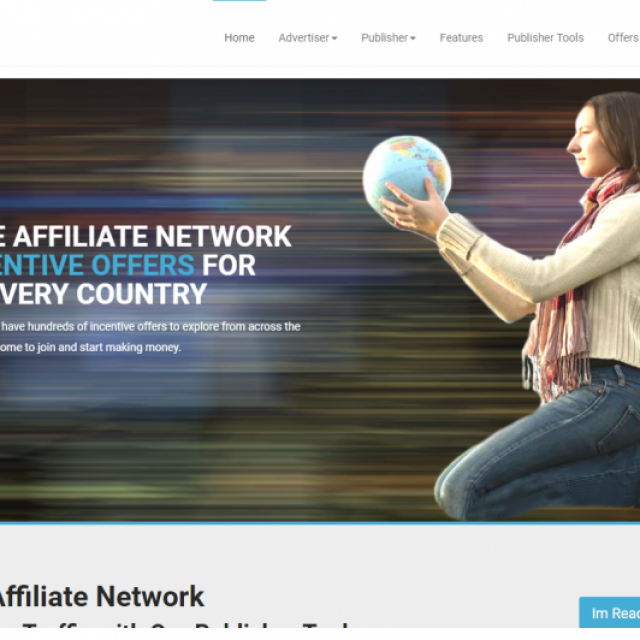 Home Advertiser Publisher Features Publisher Tools Offers
E AFFILIATE NETWORK
ENTIVE OFFERS FOR
VERY COUNTRY
have hundreds of incentive offers to explore from across the
ome to join and start making money.
Affiliate Network
Im Read